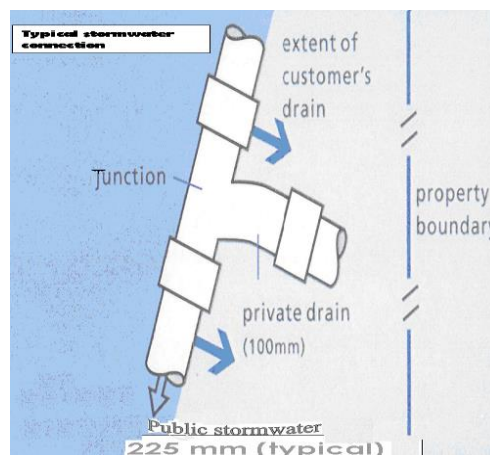 Typical stormwater
connection
extent of
customer's
drain
Junction
property
boundary
private drain
(100mm)
Public stormwater
225 mm (typical)